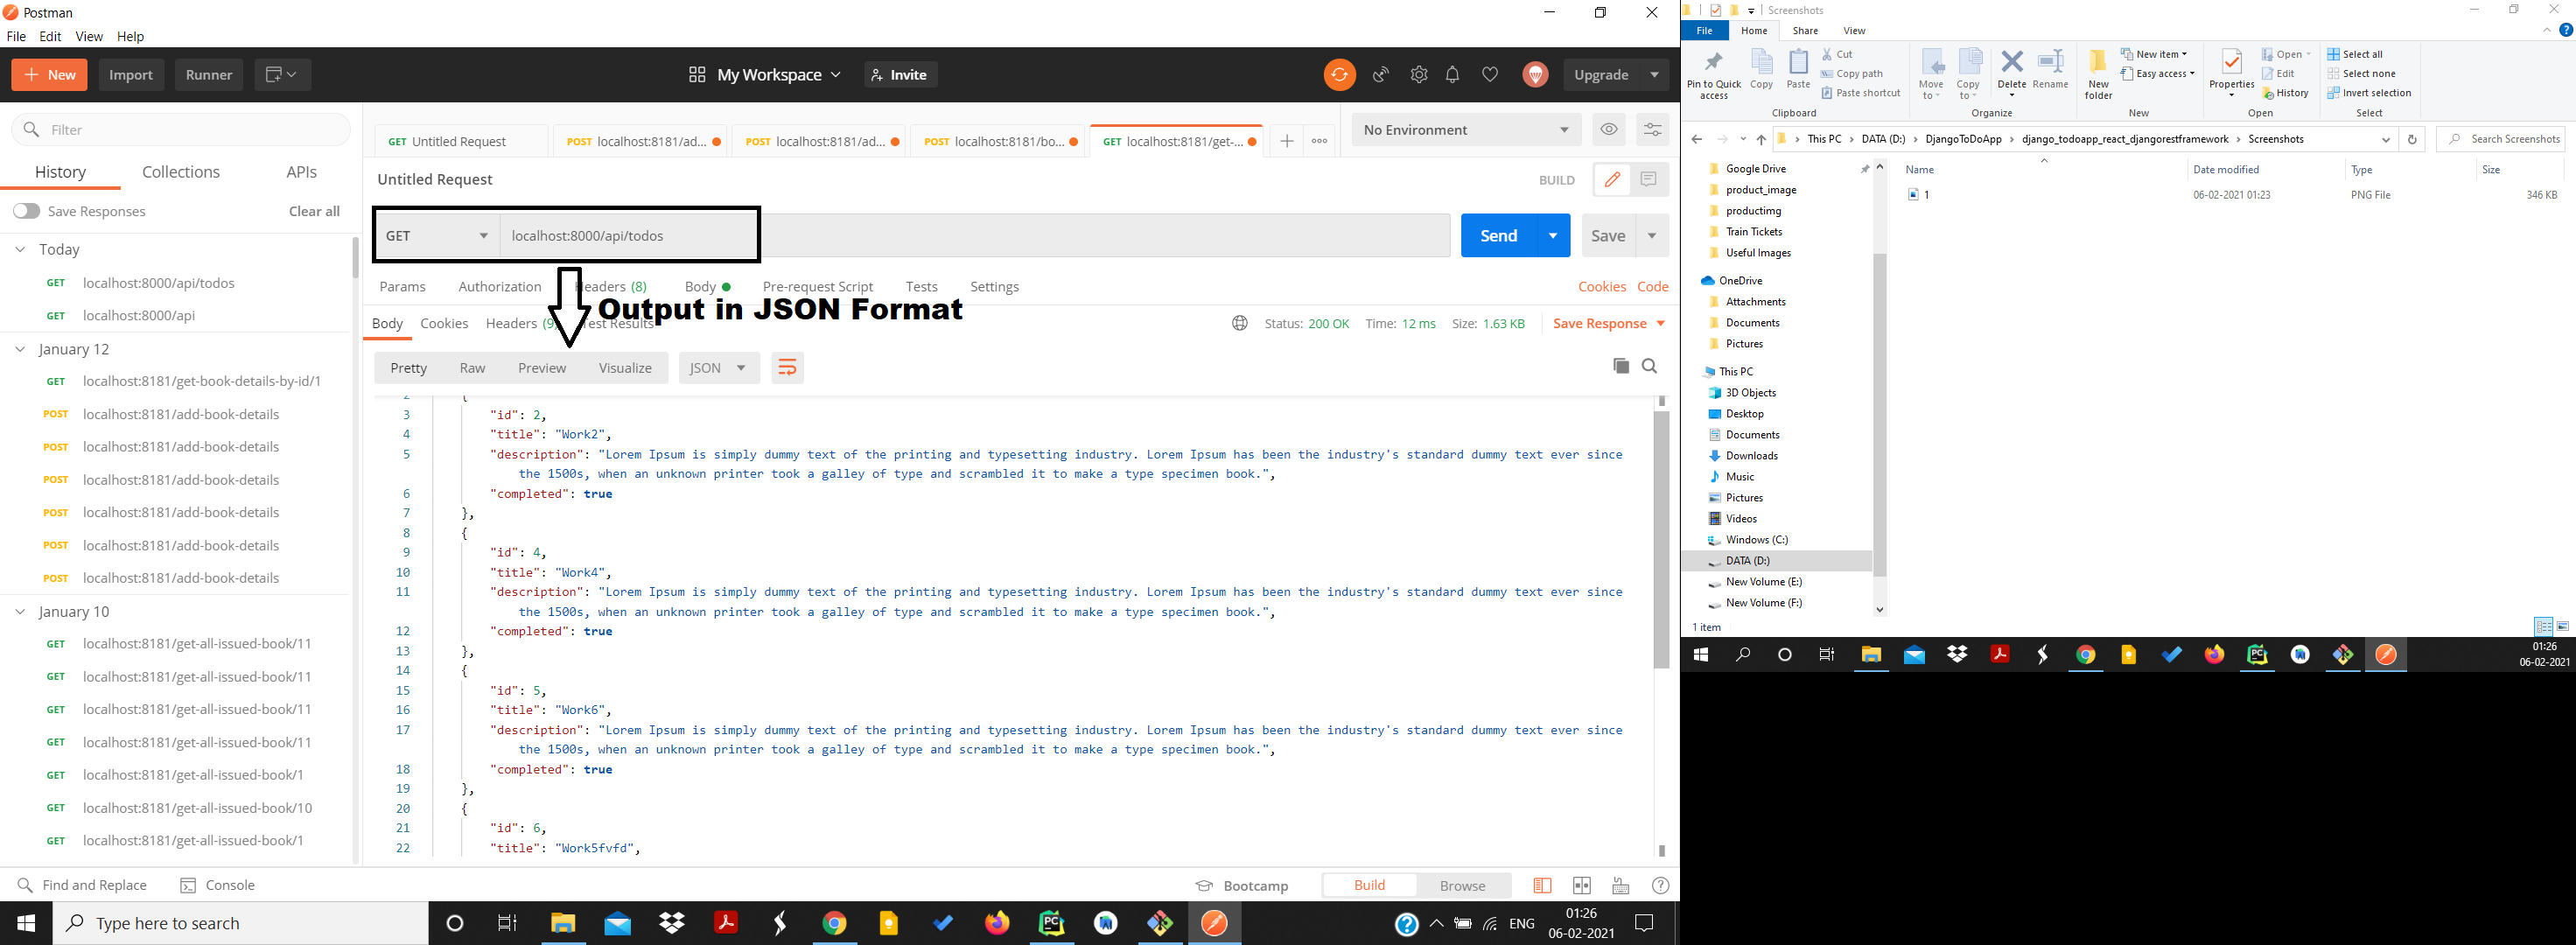 Postman
File Edit View Help
New Import Runner My Workspace Invite Upgrade
Filter
History Collections APIs
Save Responses Clear all
Today
GET localhost:8000/api/todos
GET localhost:8000/api
January 12
GET localhost:8181/get-book-details-by-id/1
POST localhost:8181/add-book-details
POST localhost:8181/add-book-details
POST localhost:8181/add-book-details
POST localhost:8181/add-book-details
POST localhost:8181/add-book-details
POST localhost:8181/add-book-details
January 10
GET localhost:8181/get-all-issued-book/11
GET localhost:8181/get-all-issued-book/11
GET localhost:8181/get-all-issued-book/11
GET localhost:8181/get-all-issued-book/11
GET localhost:8181/get-all-issued-book/1
GET localhost:8181/get-all-issued-book/10
GET localhost:8181/get-all-issued-book/1
GET Untitled Request POST localhost:8181/ad... POST localhost:8181/ad... POST localhost:8181/bo... GET localhost:8181/get-... No Environment
Untitled Request BUILD
GET localhost:8000/api/todos Send Save
Params Authorization Headers (8) Body Pre-request Script Tests Settings Cookies Code
Output in JSON Format
Body Cookies Headers (9) Test Results Status: 200 OK Time: 12 ms Size: 1.63 KB Save Response
Pretty Raw Preview Visualize JSON
2 {
3 "id": 2,
4 "title": "Work2",
5 "description": "Lorem Ipsum is simply dummy text of the printing and typesetting industry. Lorem Ipsum has been the industry's standard dummy text ever since
the 1500s, when an unknown printer took a galley of type and scrambled it to make a type specimen book.",
6 "completed": true
7 },
8 {
9 "id": 4,
10 "title": "Work4",
11 "description": "Lorem Ipsum is simply dummy text of the printing and typesetting industry. Lorem Ipsum has been the industry's standard dummy text ever since
the 1500s, when an unknown printer took a galley of type and scrambled it to make a type specimen book.",
12 "completed": true
13 },
14 {
15 "id": 5,
16 "title": "Work6",
17 "description": "Lorem Ipsum is simply dummy text of the printing and typesetting industry. Lorem Ipsum has been the industry's standard dummy text ever since
the 1500s, when an unknown printer took a galley of type and scrambled it to make a type specimen book.",
18 "completed": true
19 },
20 {
21 "id": 6,
22 "title": "Work5fvfd",
Find and Replace Console Bootcamp Build Browse
Type here to search ENG 01:26
06-02-2021
Screenshots
File Home Share View
Pin to Quick access Copy Paste Cut Copy path Paste shortcut
Move to Copy to Delete Rename New folder
New item Easy access Properties Open Edit History
Select all Select none Invert selection
Clipboard Organize New Open Select
This PC > DATA (D:) > DjangoToDoApp > django_todoapp_react_djangorestframework > Screenshots Search Screenshots
Name Date modified Type Size
1 06-02-2021 01:23 PNG File 346 KB
Google Drive
product_image
productimg
Train Tickets
Useful Images
OneDrive
Attachments
Documents
Pictures
This PC
3D Objects
Desktop
Documents
Downloads
Music
Pictures
Videos
Windows (C:)
DATA (D:)
New Volume (E:)
New Volume (F:)
1 item
01:26
06-02-2021